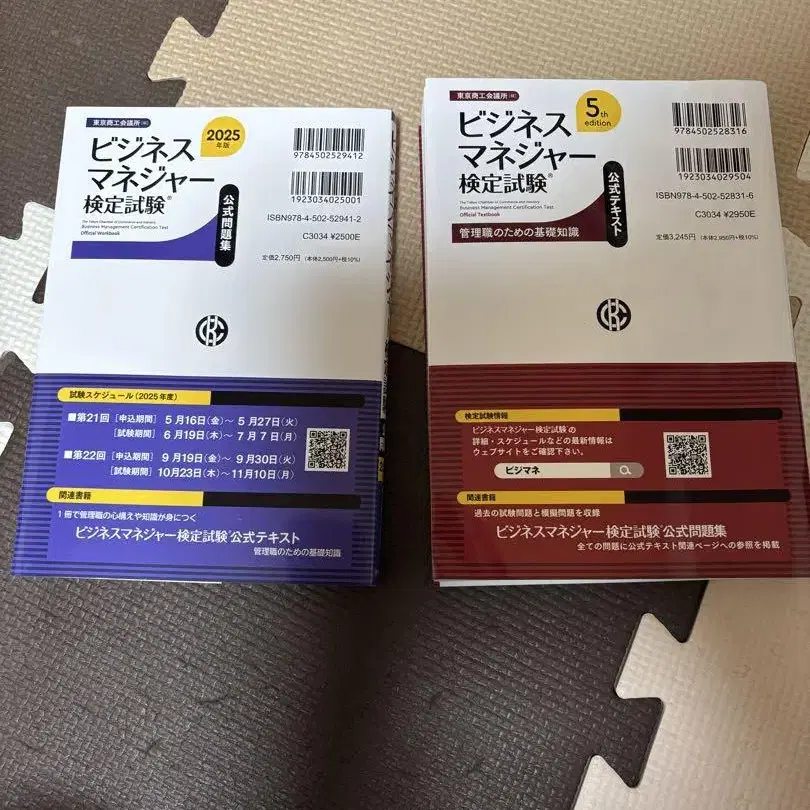 東京商工会議所 編
ビジネス
マネジャー
検定試験®
2025
年版
The Tokyo Chamber of Commerce and Industry
Business Management Certification Test
Official Workbook
公式問題集
9784502529412
1923034025001
ISBN978-4-502-52941-2
C3034 ¥2500E
定価2,750円 (本体2,500円+税10%)
試験スケジュール(2025年度)
■第21回 [申込期間] 5月16日(金)~ 5月27日(火)
[試験期間] 6月19日(木)~ 7月 7日(月)
■第22回 [申込期間] 9月19日(金)~ 9月30日(火)
[試験期間] 10月23日(木)~11月10日(月)
関連書籍
1冊で管理職の心構えや知識が身につく
ビジネスマネジャー検定試験®公式テキスト
管理職のための基礎知識
東京商工会議所 編
ビジネス
マネジャー
検定試験®
5th
edition
The Tokyo Chamber of Commerce and Industry
Business Management Certification Test
Official Textbook
公式テキスト
管理職のための基礎知識
9784502528316
1923034029504
ISBN978-4-502-52831-6
C3034 ¥2950E
定価3,245円 (本体2,950円+税10%)
検定試験情報
ビジネスマネジャー検定試験®の
詳細・スケジュールなどの最新情報は
ウェブサイトをご確認下さい。
ビジマネ
関連書籍
過去の試験問題と模擬問題を収録
ビジネスマネジャー検定試験®公式問題集
全ての問題に公式テキスト関連ページへの参照を掲載